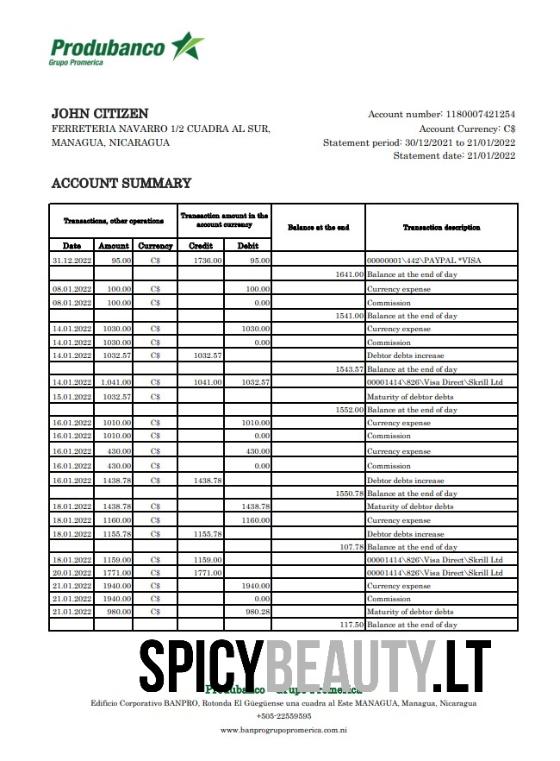 Produbanco
Grupo Promerica
JOHN CITIZEN
FERRETERIA NAVARRO 1/2 CUADRA AL SUR,
MANAGUA, NICARAGUA
Account number: 1180007421254
Account Currency: C$
Statement period: 30/12/2021 to 21/01/2022
Statement date: 21/01/2022
ACCOUNT SUMMARY
Transactions, other operations Transaction amount in the account currency Balance at the end Transaction description
Date Amount Currency Credit Debit
31.12.2022 95.00 C$ 1736.00 95.00 00000001\442\PAYPAL *VISA
1641.00 Balance at the end of day
08.01.2022 100.00 C$ 100.00 Currency expense
08.01.2022 100.00 C$ 0.00 Commission
1541.00 Balance at the end of day
14.01.2022 1030.00 C$ 1030.00 Currency expense
14.01.2022 1030.00 C$ 0.00 Commission
14.01.2022 1032.57 C$ 1032.57 Debtor debts increase
1543.57 Balance at the end of day
14.01.2022 1.041.00 C$ 1041.00 1032.57 00001414\826\Visa Direct\Skrill Ltd
15.01.2022 1032.57 C$ Maturity of debtor debts
1552.00 Balance at the end of day
16.01.2022 1010.00 C$ 1010.00 Currency expense
16.01.2022 1010.00 C$ 0.00 Commission
16.01.2022 430.00 C$ 430.00 Currency expense
16.01.2022 430.00 C$ 0.00 Commission
16.01.2022 1438.78 C$ 1438.78 Debtor debts increase
1550.78 Balance at the end of day
18.01.2022 1438.78 C$ 1438.78 Maturity of debtor debts
18.01.2022 1160.00 C$ 1160.00 Currency expense
18.01.2022 1155.78 C$ 1155.78 Debtor debts increase
107.78 Balance at the end of day
18.01.2022 1159.00 C$ 1159.00 00001414\826\Visa Direct\Skrill Ltd
20.01.2022 1771.00 C$ 1771.00 00001414\826\Visa Direct\Skrill Ltd
21.01.2022 1940.00 C$ 1940.00 Currency expense
21.01.2022 1940.00 C$ 0.00 Commission
21.01.2022 980.00 C$ 980.28 Maturity of debtor debts
117.50 Balance at the end of day
SPICYBEAUTY.LT
Produbanco - Grupo Promerica
Edificio Corporativo BANPRO, Rotonda El Güegüense una cuadra al Este MANAGUA, Managua, Nicaragua
+505-22559595
www.banprogrupopromerica.com.ni